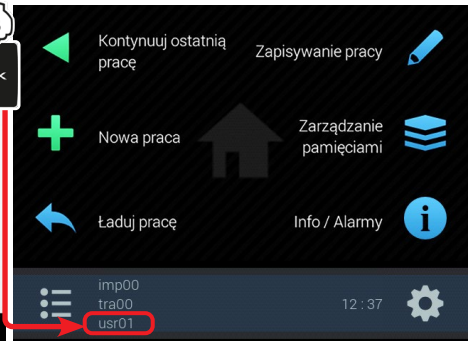 Kontynuuj ostatnią
pracę
Zapisywanie pracy
Nowa praca
Zarządzanie
pamięciami
Ładuj pracę
Info / Alarmy
imp00
tra00
12 : 37
usr01